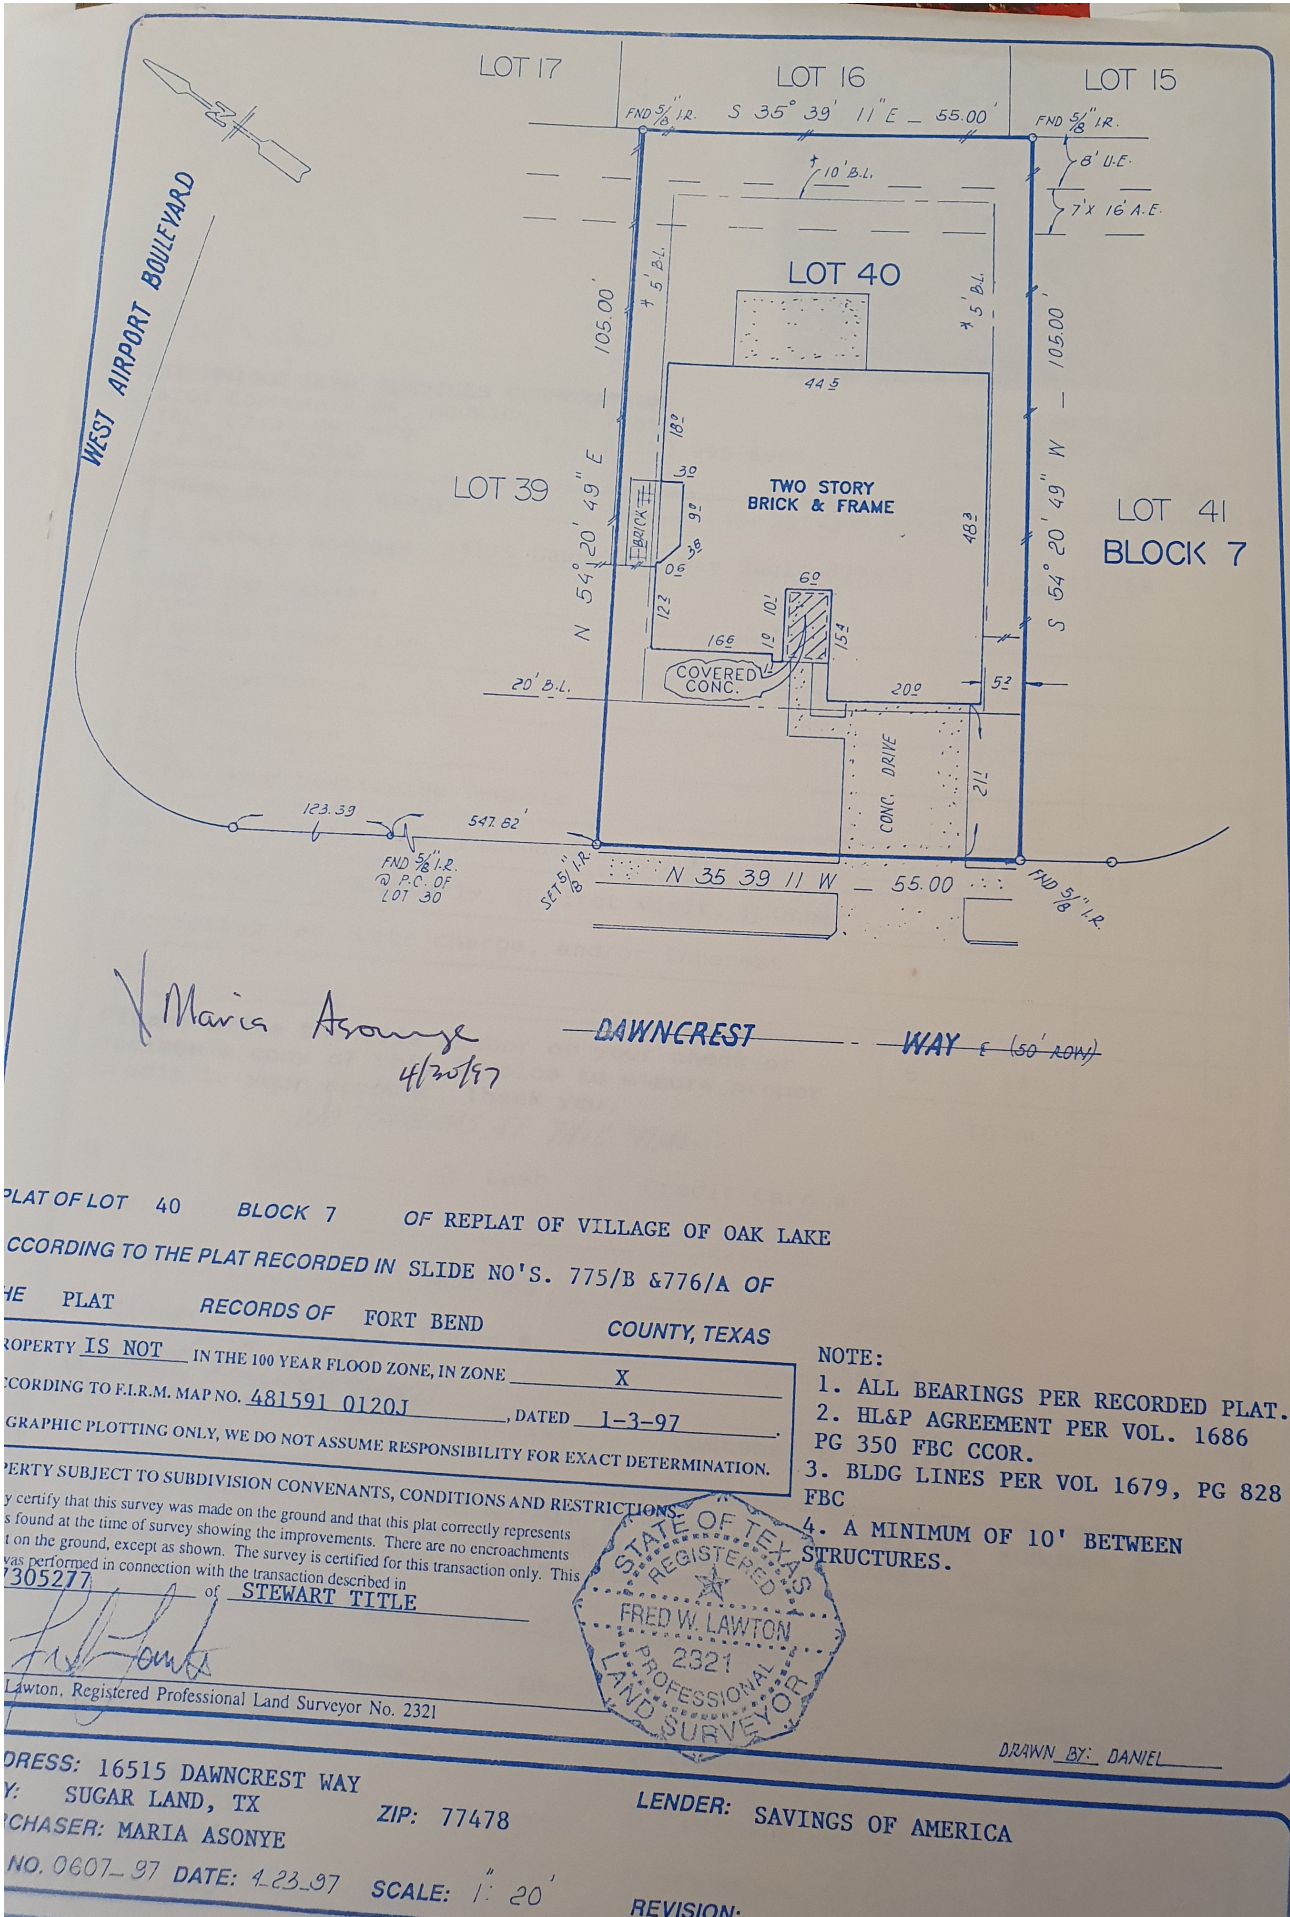 LOT 17
LOT 16
LOT 15
FND 5/8" I.R.
S 35° 39' 11" E _ 55.00'
FND 5/8" I.R.
8' U.E.
* 10' B.L.
7' X 16' A.E.
N
WEST AIRPORT BOULEVARD
LOT 40
* 5' B.L.
* 5' B.L.
N 54° 20' 49" E — 105.00'
S 54° 20' 49" W — 105.00'
44 5
18 0
3 0
LOT 39
TWO STORY
BRICK & FRAME
BRICK
9 0
3 8
0 6
48 3
LOT 41
BLOCK 7
6 0
12 2
10 1
16 6
1 0
15 4
COVERED
CONC.
20' B.L.
20 0
5 2
CONC. DRIVE
21 1
123.39
547.82'
FND 5/8" I.R.
@ P.C. OF
LOT 30
SET 5/8" I.R.
N 35 39 11 W _ 55.00
FND 5/8" I.R.
X Maria Asonye
4/30/97
DAWNCREST WAY (50' ROW)
PLAT OF LOT 40 BLOCK 7 OF REPLAT OF VILLAGE OF OAK LAKE
CCORDING TO THE PLAT RECORDED IN SLIDE NO'S. 775/B &776/A OF
HE PLAT RECORDS OF FORT BEND COUNTY, TEXAS
ROPERTY IS NOT IN THE 100 YEAR FLOOD ZONE, IN ZONE X
CCORDING TO F.I.R.M. MAP NO. 481591 0120J, DATED 1-3-97.
GRAPHIC PLOTTING ONLY, WE DO NOT ASSUME RESPONSIBILITY FOR EXACT DETERMINATION.
PERTY SUBJECT TO SUBDIVISION CONVENANTS, CONDITIONS AND RESTRICTIONS.
y certify that this survey was made on the ground and that this plat correctly represents
s found at the time of survey showing the improvements. There are no encroachments
t on the ground, except as shown. The survey is certified for this transaction only. This
was performed in connection with the transaction described in
7305277 of STEWART TITLE
Lawton, Registered Professional Land Surveyor No. 2321
NOTE:
1. ALL BEARINGS PER RECORDED PLAT.
2. HL&P AGREEMENT PER VOL. 1686
PG 350 FBC CCOR.
3. BLDG LINES PER VOL 1679, PG 828
FBC
4. A MINIMUM OF 10' BETWEEN
STRUCTURES.
STATE OF TEXAS
REGISTERED
FRED W. LAWTON
2321
PROFESSIONAL
LAND SURVEYOR
DRAWN BY: DANIEL
DRESS: 16515 DAWNCREST WAY
Y: SUGAR LAND, TX ZIP: 77478
CHASER: MARIA ASONYE
LENDER: SAVINGS OF AMERICA
NO. 0607-97 DATE: 4-23-97 SCALE: 1": 20'
REVISION: